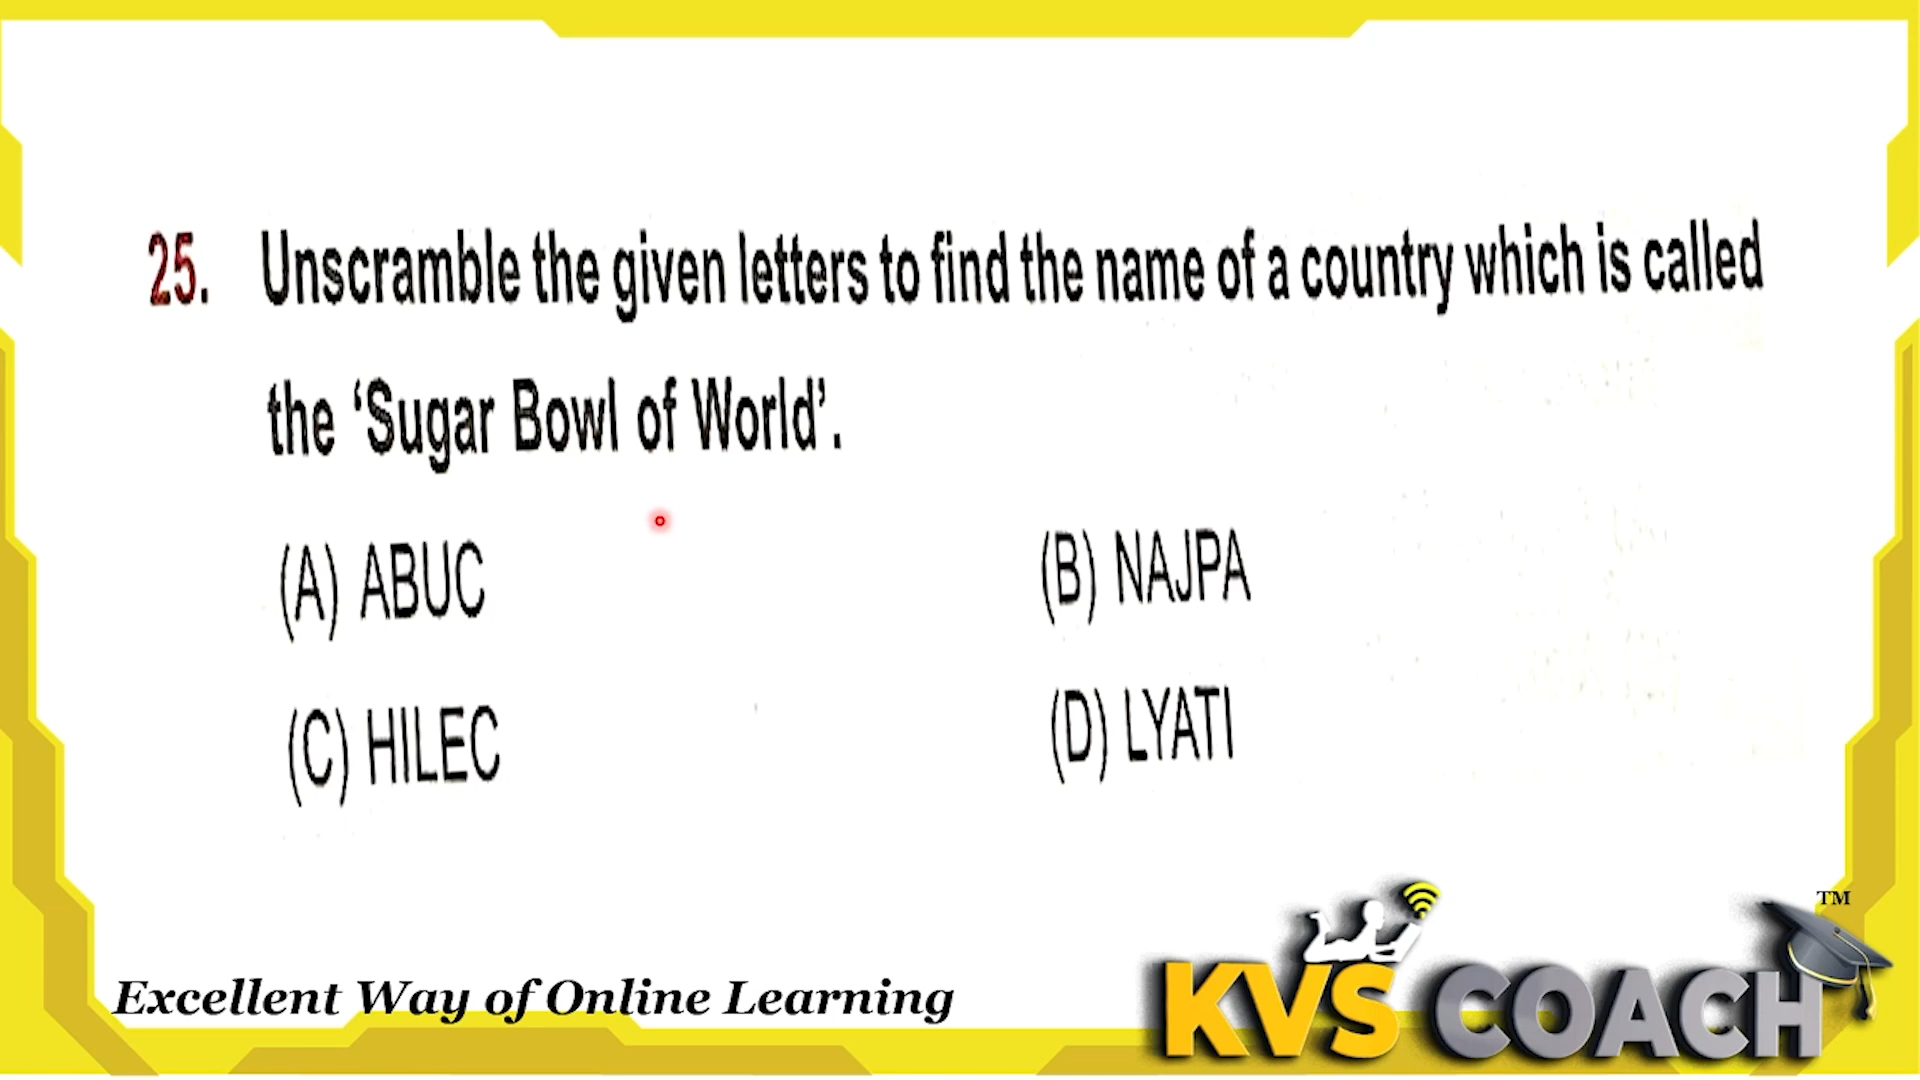 25. Unscramble the given letters to find the name of a country which is called
the ‘Sugar Bowl of World’.
(A) ABUC
(B) NAJPA
(C) HILEC
(D) LYATI
Excellent Way of Online Learning
KVS COACH TM